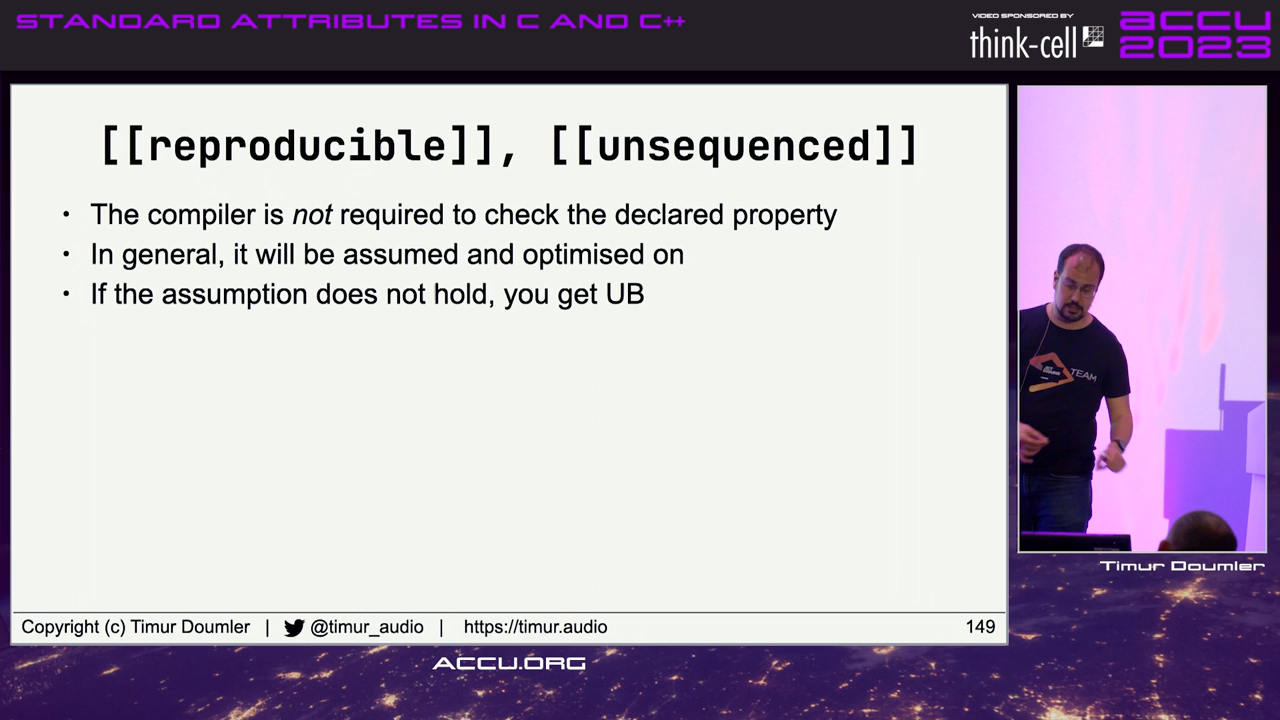 STANDARD ATTRIBUTES IN C AND C++
VIDEO SPONSORED BY
think-cell
ACCU
2023
[[reproducible]], [[unsequenced]]
• The compiler is not required to check the declared property
• In general, it will be assumed and optimised on
• If the assumption does not hold, you get UB
TEAM
Timur Doumler
Copyright (c) Timur Doumler | @timur_audio | https://timur.audio
149
ACCU.ORG